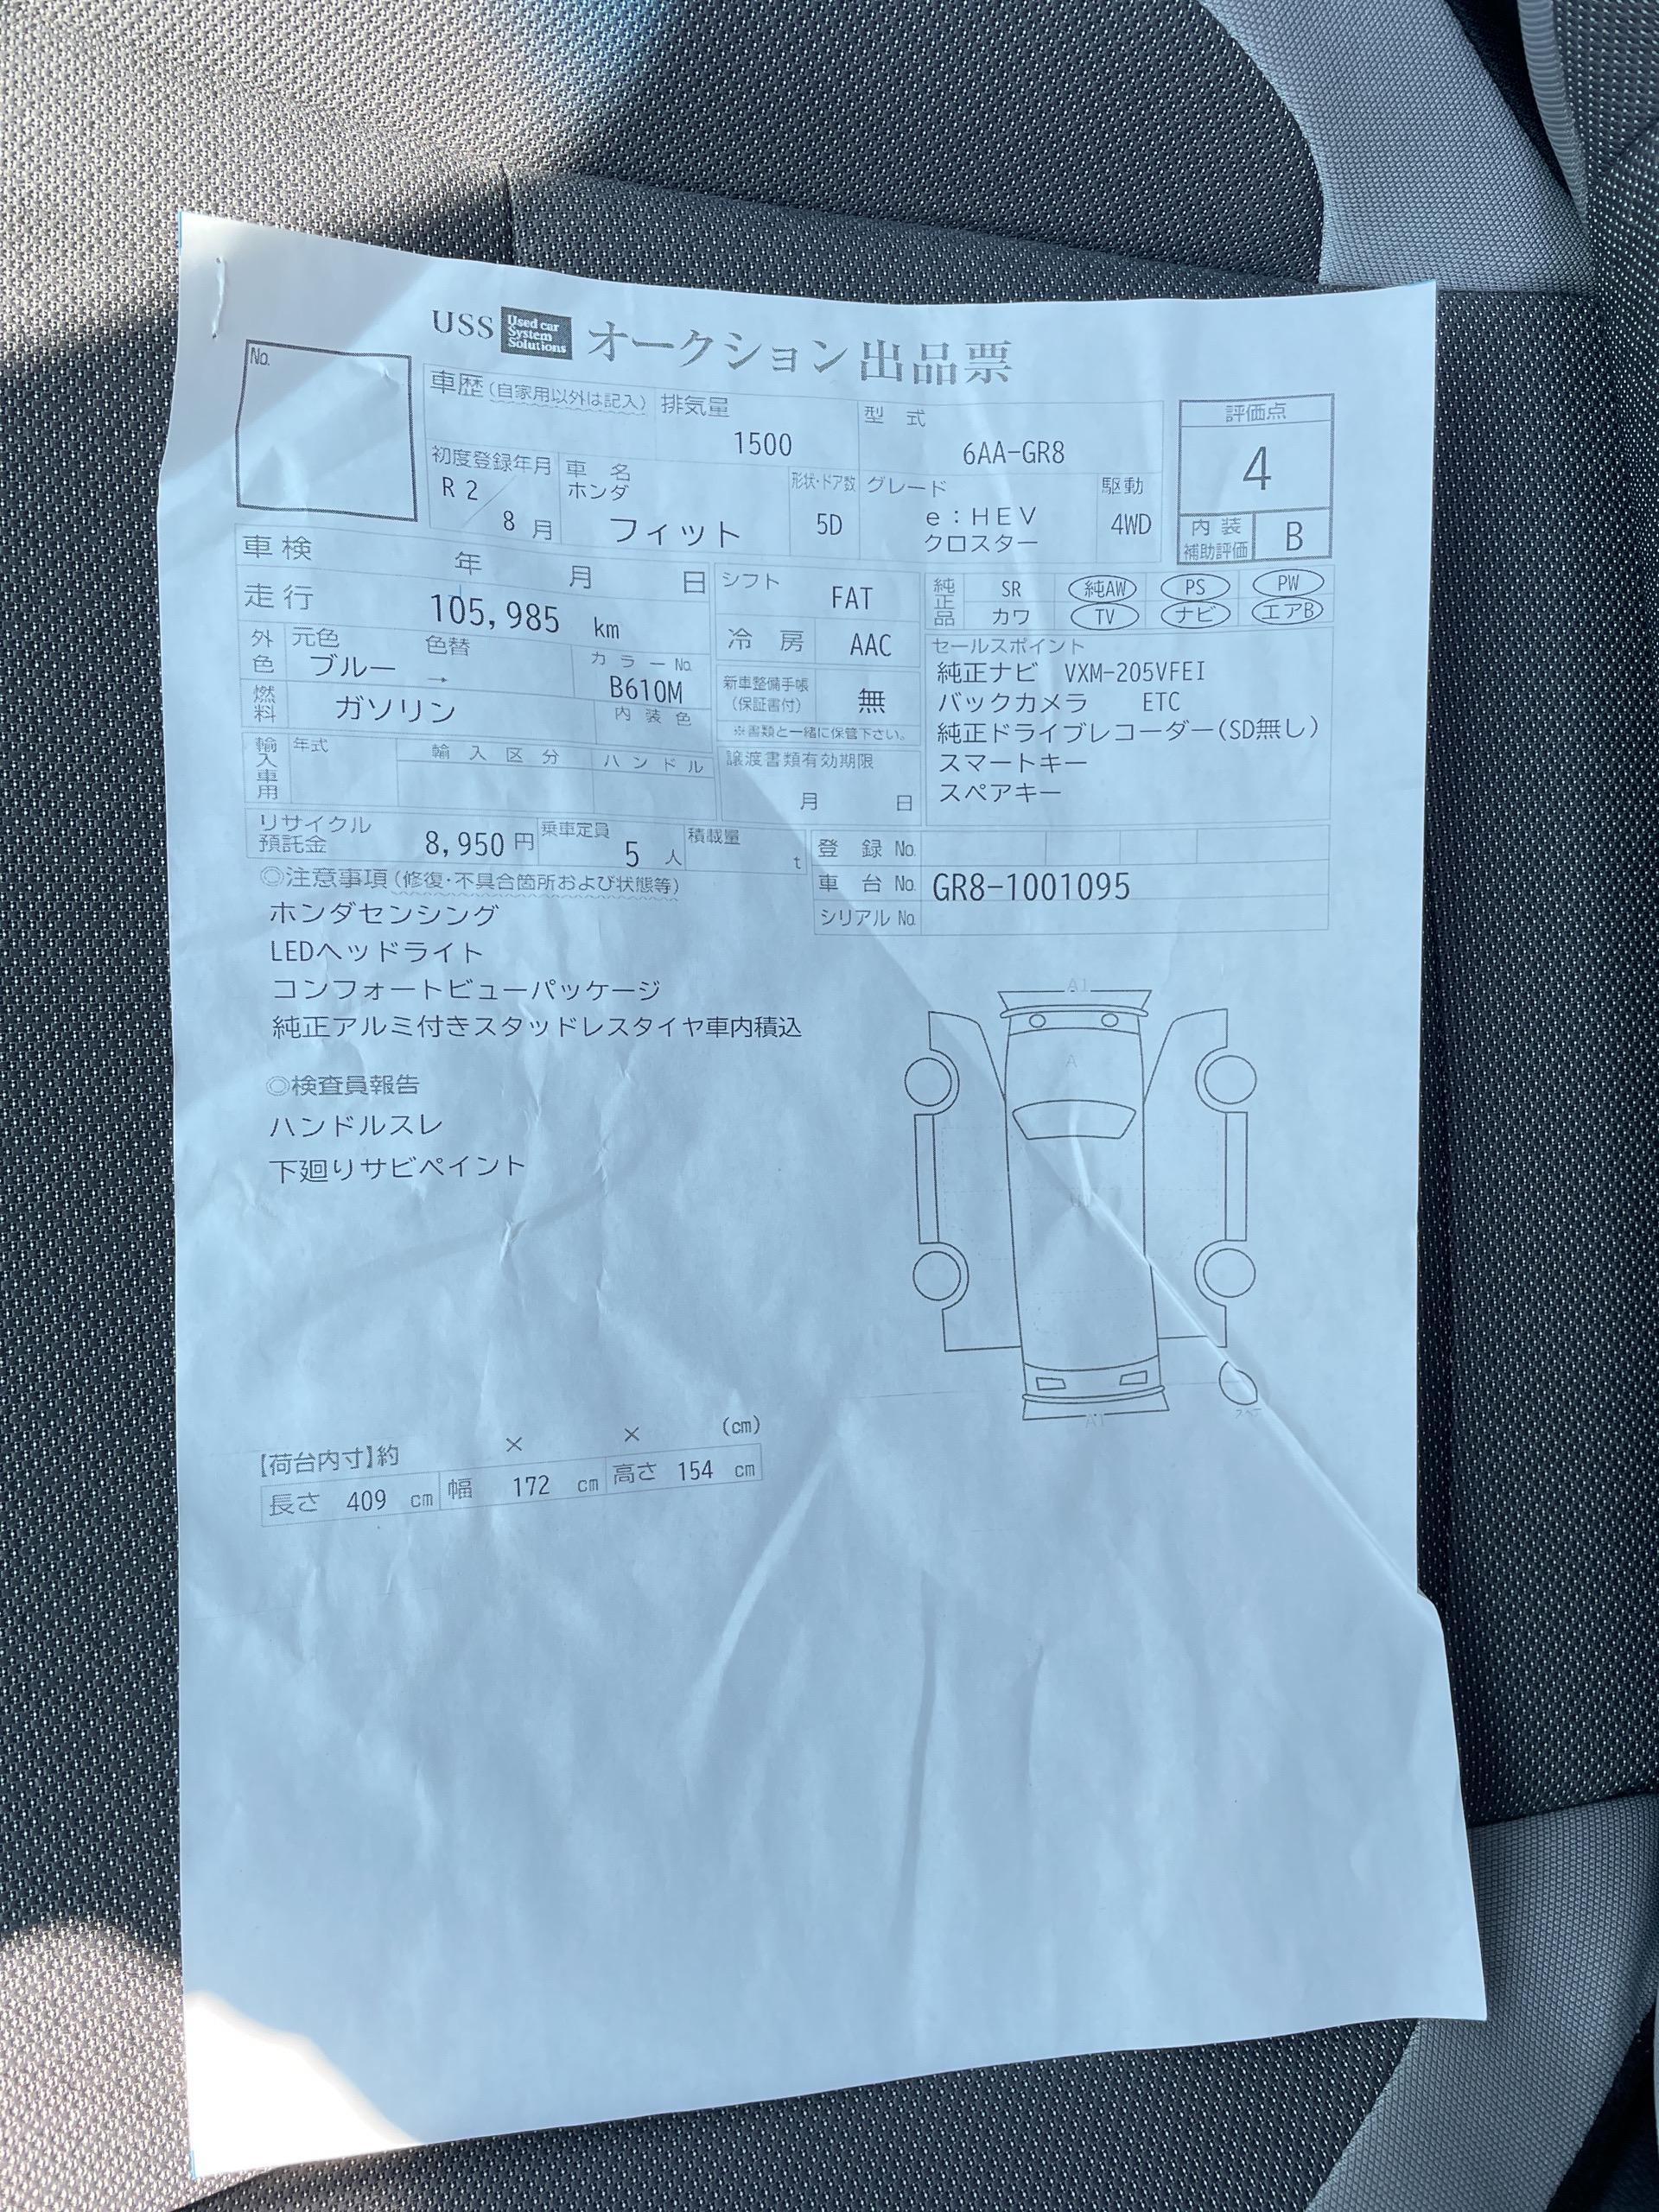 USS Used car System Solutions オークション出品票
No.
車歴(自家用以外は記入) 排気量 1500 型式 6AA-GR8
評価点 4
初度登録年月 R2/8月 車名 ホンダ フィット 形状・ドア数 5D グレード e:HEV クロスター 駆動 4WD
内装補助評価 B
車検 年 月 日
シフト FAT
純正品 SR 純AW PS PW
カワ TV ナビ エアB
走行 105,985 km
冷房 AAC
外色 元色 ブルー → 色替 カラーNo. B610M
新車整備手帳(保証書付) 無
※書類と一緒に保管下さい。
燃料 ガソリン 内装色
輸入車用 年式 輸入区分 ハンドル
譲渡書類有効期限 月 日
セールスポイント
純正ナビ VXM-205VFEI
バックカメラ ETC
純正ドライブレコーダー(SD無し)
スマートキー
スペアキー
リサイクル預託金 8,950円 乗車定員 5人 積載量 t
登録No.
車台No. GR8-1001095
シリアルNo.
◎注意事項(修復・不具合箇所および状態等)
ホンダセンシング
LEDヘッドライト
コンフォートビューパッケージ
純正アルミ付きスタッドレスタイヤ車内積込
◎検査員報告
ハンドルスレ
下廻りサビペイント
A1
A
A1
【荷台内寸】約 × × (cm)
長さ 409 cm 幅 172 cm 高さ 154 cm